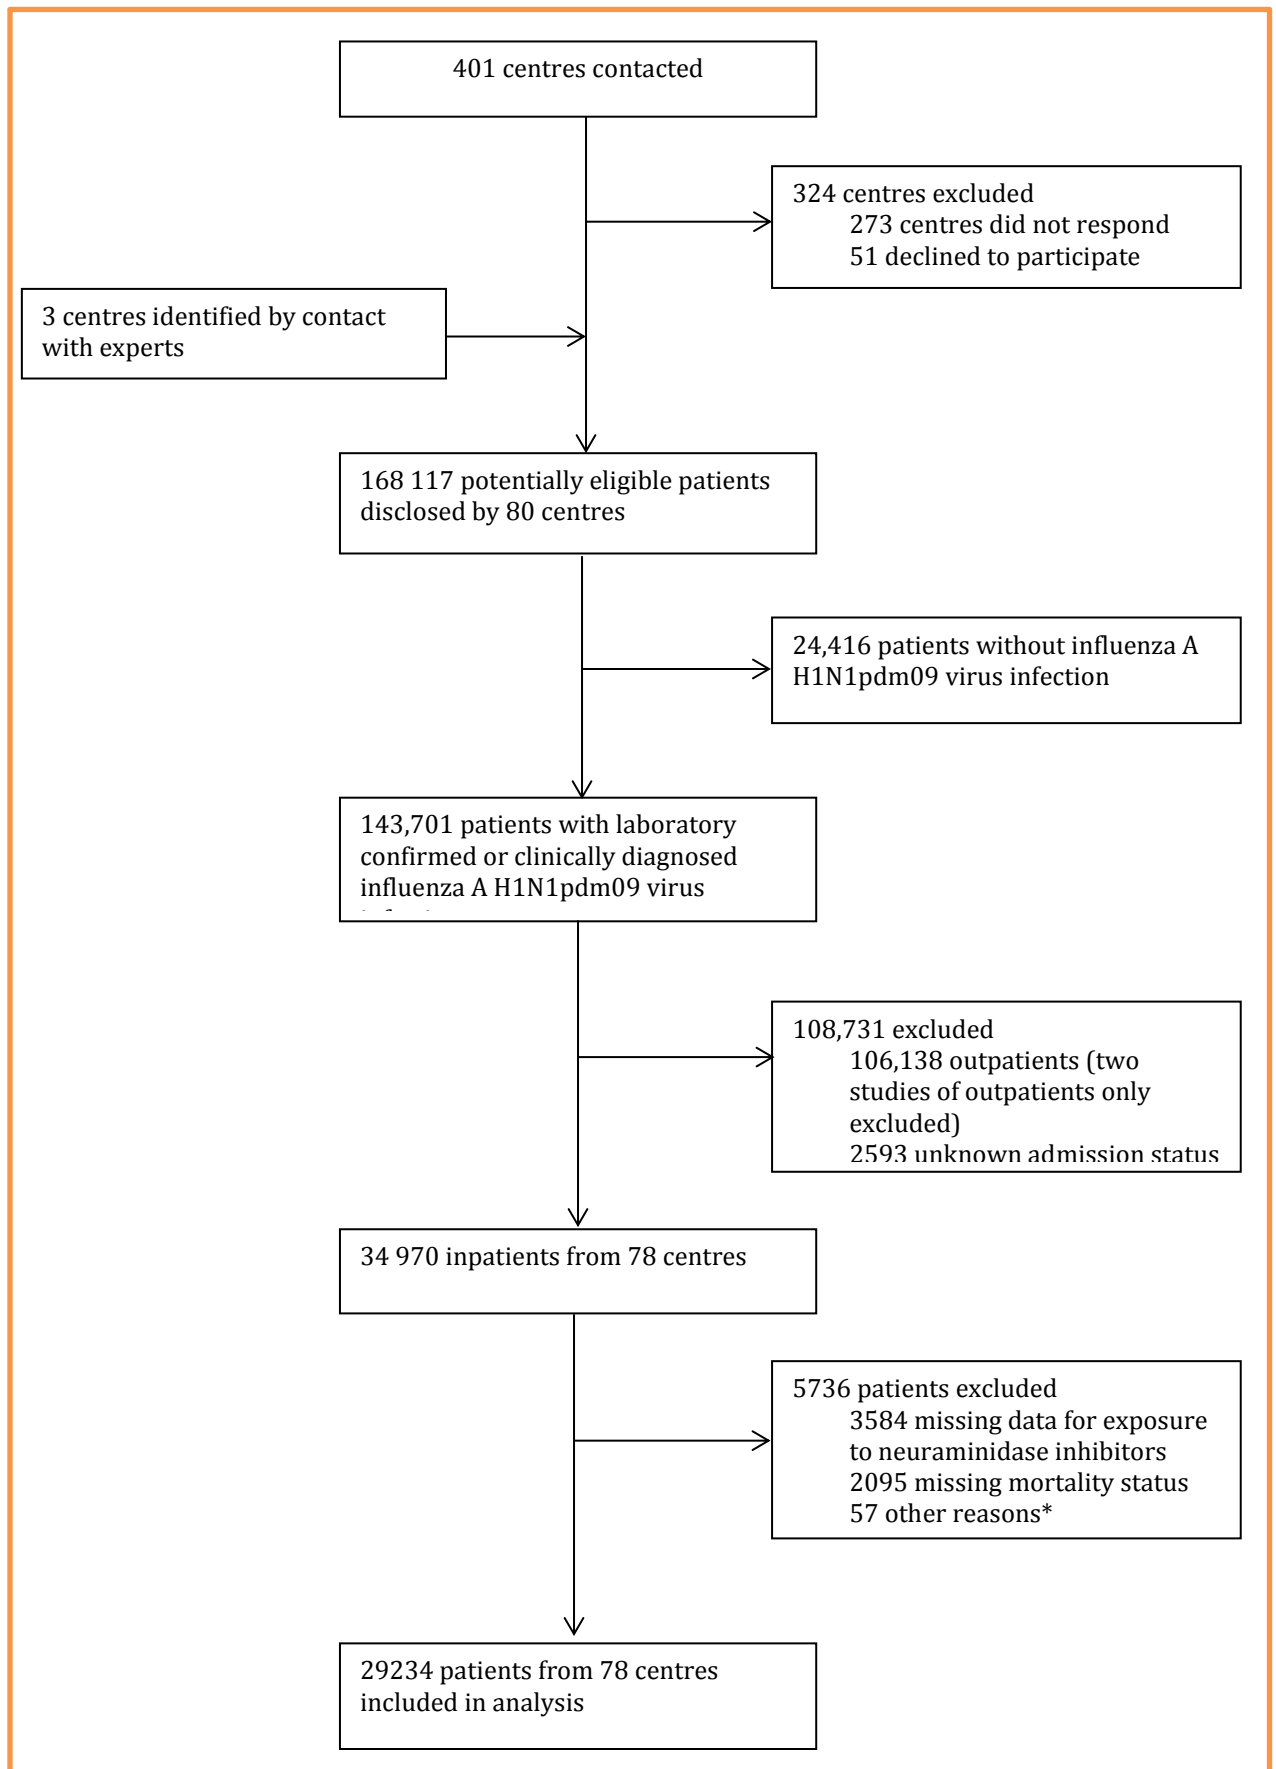 401 centres contacted
324 centres excluded
273 centres did not respond
51 declined to participate
3 centres identified by contact
with experts
168 117 potentially eligible patients
disclosed by 80 centres
24,416 patients without influenza A
H1N1pdm09 virus infection
143,701 patients with laboratory
confirmed or clinically diagnosed
influenza A H1N1pdm09 virus
108,731 excluded
106,138 outpatients (two
studies of outpatients only
excluded)
2593 unknown admission status
34 970 inpatients from 78 centres
5736 patients excluded
3584 missing data for exposure
to neuraminidase inhibitors
2095 missing mortality status
57 other reasons*
29234 patients from 78 centres
included in analysis